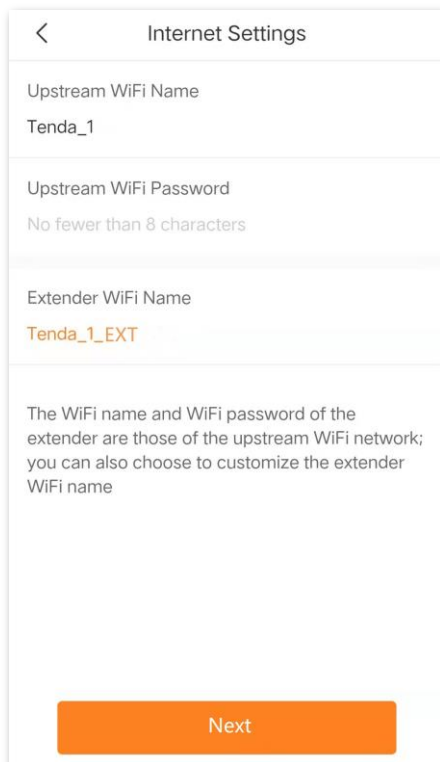 Internet Settings
Upstream WiFi Name
Tenda_1
Upstream WiFi Password
No fewer than 8 characters
Extender WiFi Name
Tenda_1_EXT
The WiFi name and WiFi password of the
extender are those of the upstream WiFi network;
you can also choose to customize the extender
WiFi name
Next